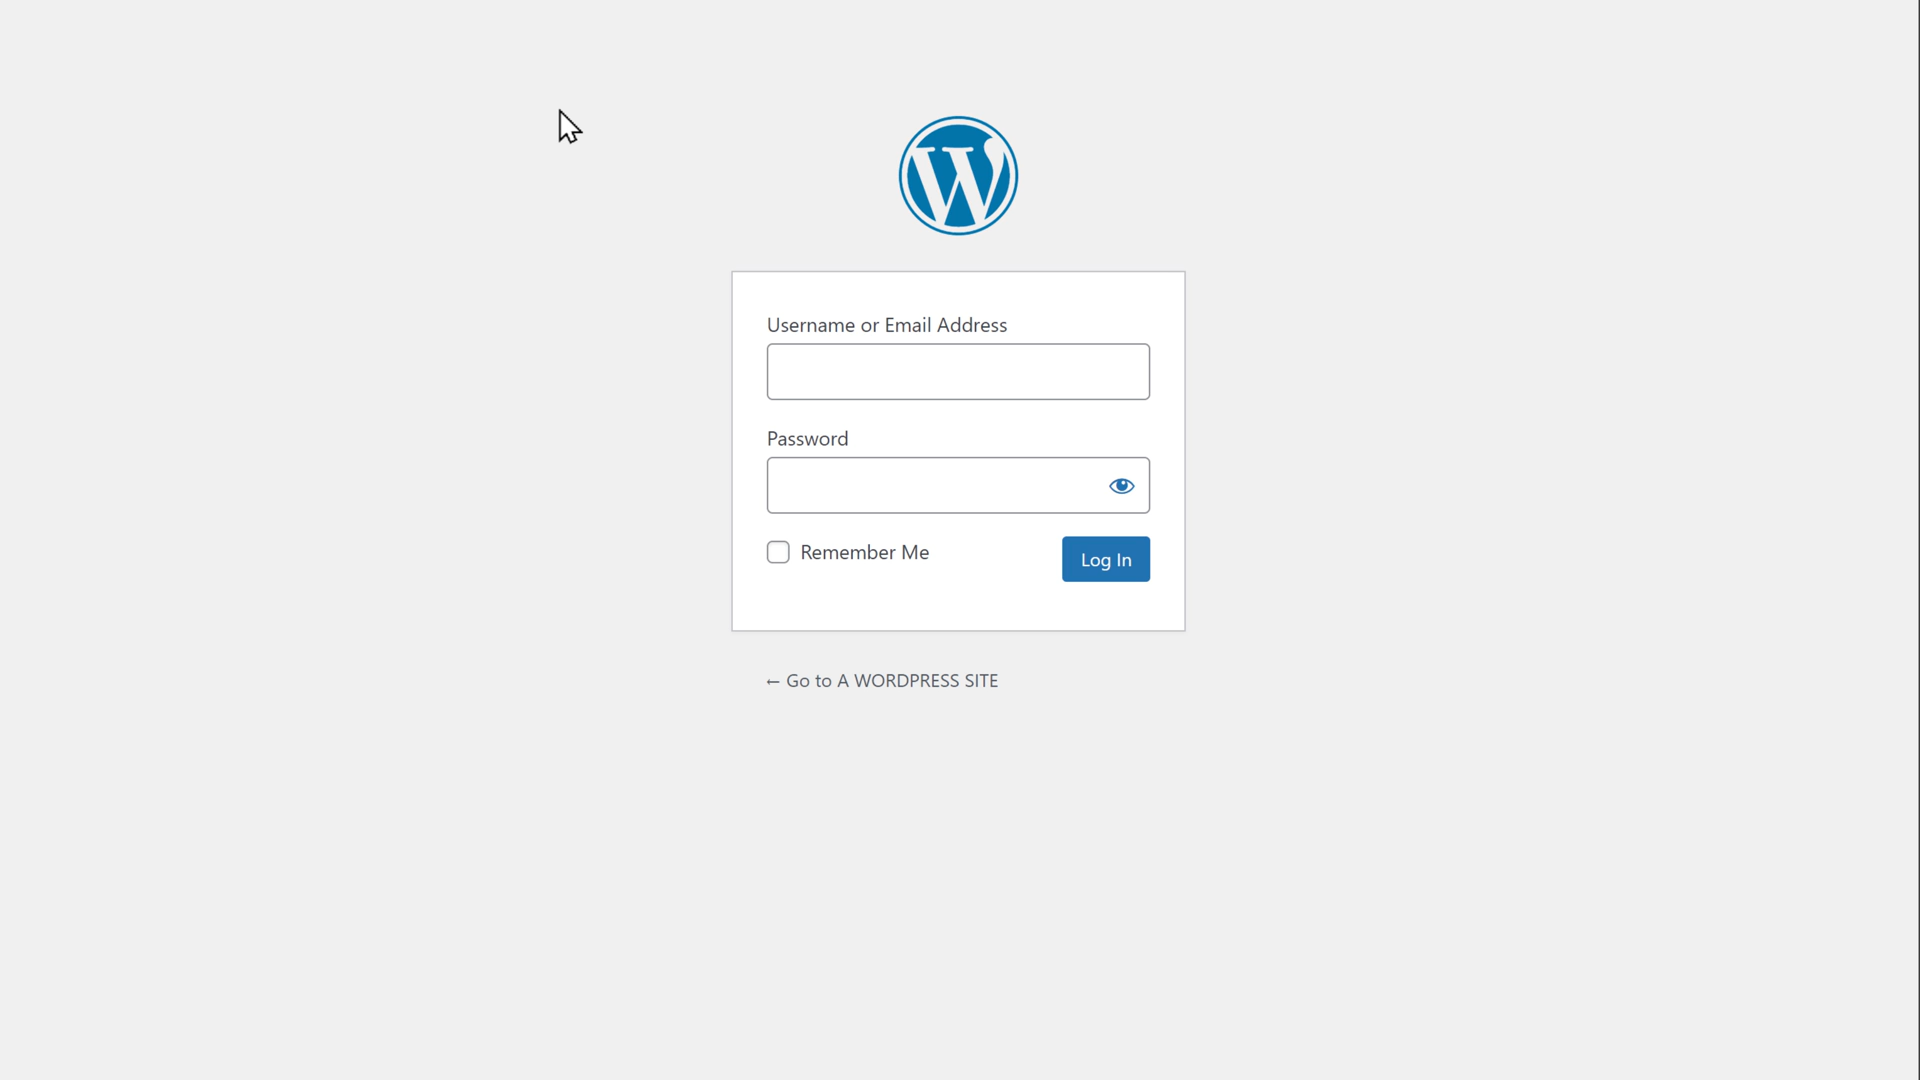 Username or Email Address
Password
Remember Me
Log In
← Go to A WORDPRESS SITE